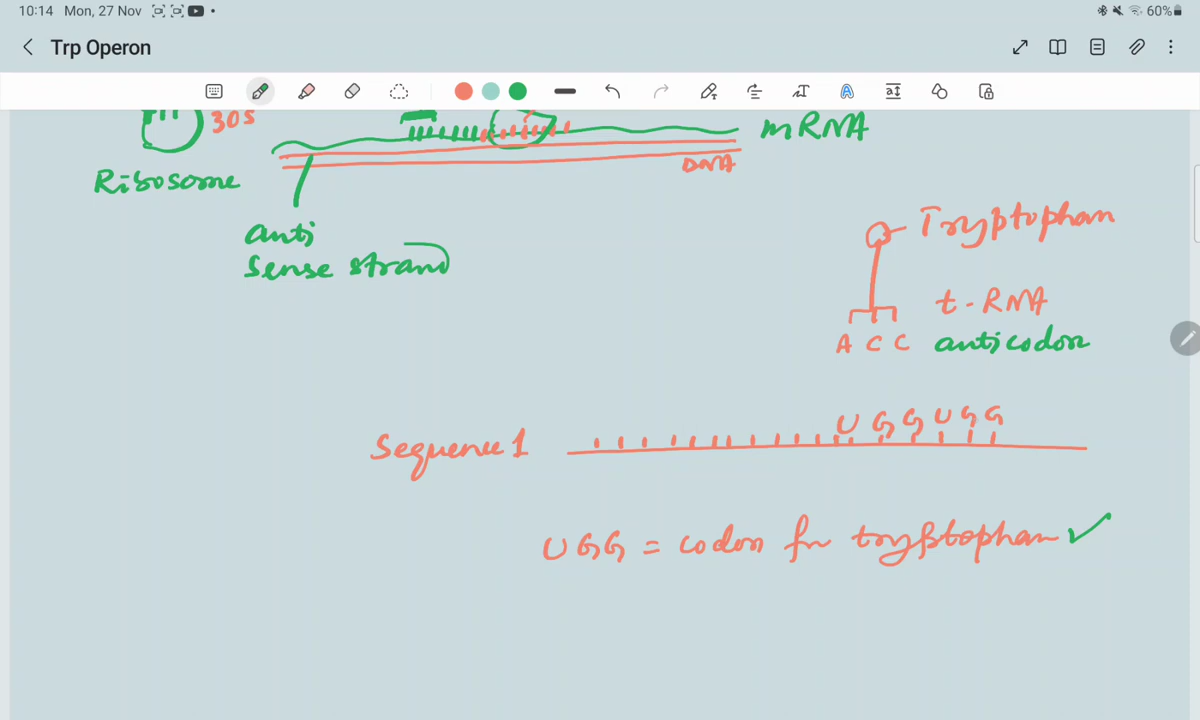 10:14 Mon, 27 Nov 60%
Trp Operon
30S
mRNA
DNA
Ribosome
anti
sense strand
Tryptophan
t-RNA
A C C anticodon
U G G U G G
Sequence 1
UGG = codon for tryptophan ✓